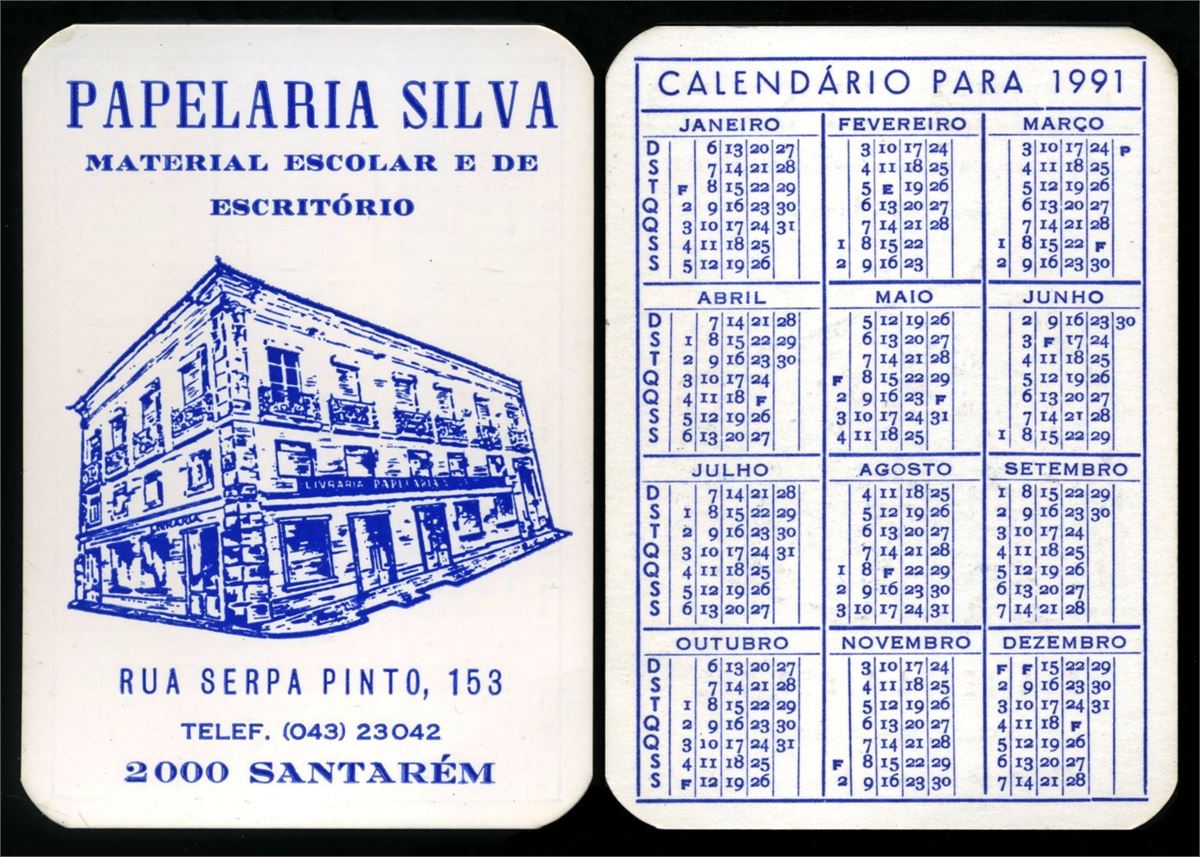 PAPELARIA SILVA
MATERIAL ESCOLAR E DE
ESCRITÓRIO
LIVRARIA PAPELARIA
LIVRARIA
RUA SERPA PINTO, 153
TELEF. (043) 23042
2000 SANTARÉM
CALENDÁRIO PARA 1991
JANEIRO
D 6 13 20 27
S 7 14 21 28
T F 8 15 22 29
Q 2 9 16 23 30
Q 3 10 17 24 31
S 4 11 18 25
S 5 12 19 26
FEVEREIRO
3 10 17 24
4 11 18 25
5 E 19 26
6 13 20 27
7 14 21 28
1 8 15 22
2 9 16 23
MARÇO
3 10 17 24 P
4 11 18 25
5 12 19 26
6 13 20 27
7 14 21 28
1 8 15 22 F
2 9 16 23 30
ABRIL
D 7 14 21 28
S 1 8 15 22 29
T 2 9 16 23 30
Q 3 10 17 24
Q 4 11 18 F
S 5 12 19 26
S 6 13 20 27
MAIO
5 12 19 26
6 13 20 27
7 14 21 28
F 8 15 22 29
2 9 16 23 F
3 10 17 24 31
4 11 18 25
JUNHO
2 9 16 23 30
3 F 17 24
4 11 18 25
5 12 19 26
6 13 20 27
7 14 21 28
1 8 15 22 29
JULHO
D 7 14 21 28
S 1 8 15 22 29
T 2 9 16 23 30
Q 3 10 17 24 31
Q 4 11 18 25
S 5 12 19 26
S 6 13 20 27
AGOSTO
4 11 18 25
5 12 19 26
6 13 20 27
7 14 21 28
1 8 F 22 29
2 9 16 23 30
3 10 17 24 31
SETEMBRO
1 8 15 22 29
2 9 16 23 30
3 10 17 24
4 11 18 25
5 12 19 26
6 13 20 27
7 14 21 28
OUTUBRO
D 6 13 20 27
S 7 14 21 28
T 1 8 15 22 29
Q 2 9 16 23 30
Q 3 10 17 24 31
S 4 11 18 25
S F 12 19 26
NOVEMBRO
3 10 17 24
4 11 18 25
5 12 19 26
6 13 20 27
7 14 21 28
F 8 15 22 29
2 9 16 23 30
DEZEMBRO
F F 15 22 29
2 9 16 23 30
3 10 17 24 31
4 11 18 F
5 12 19 26
6 13 20 27
7 14 21 28